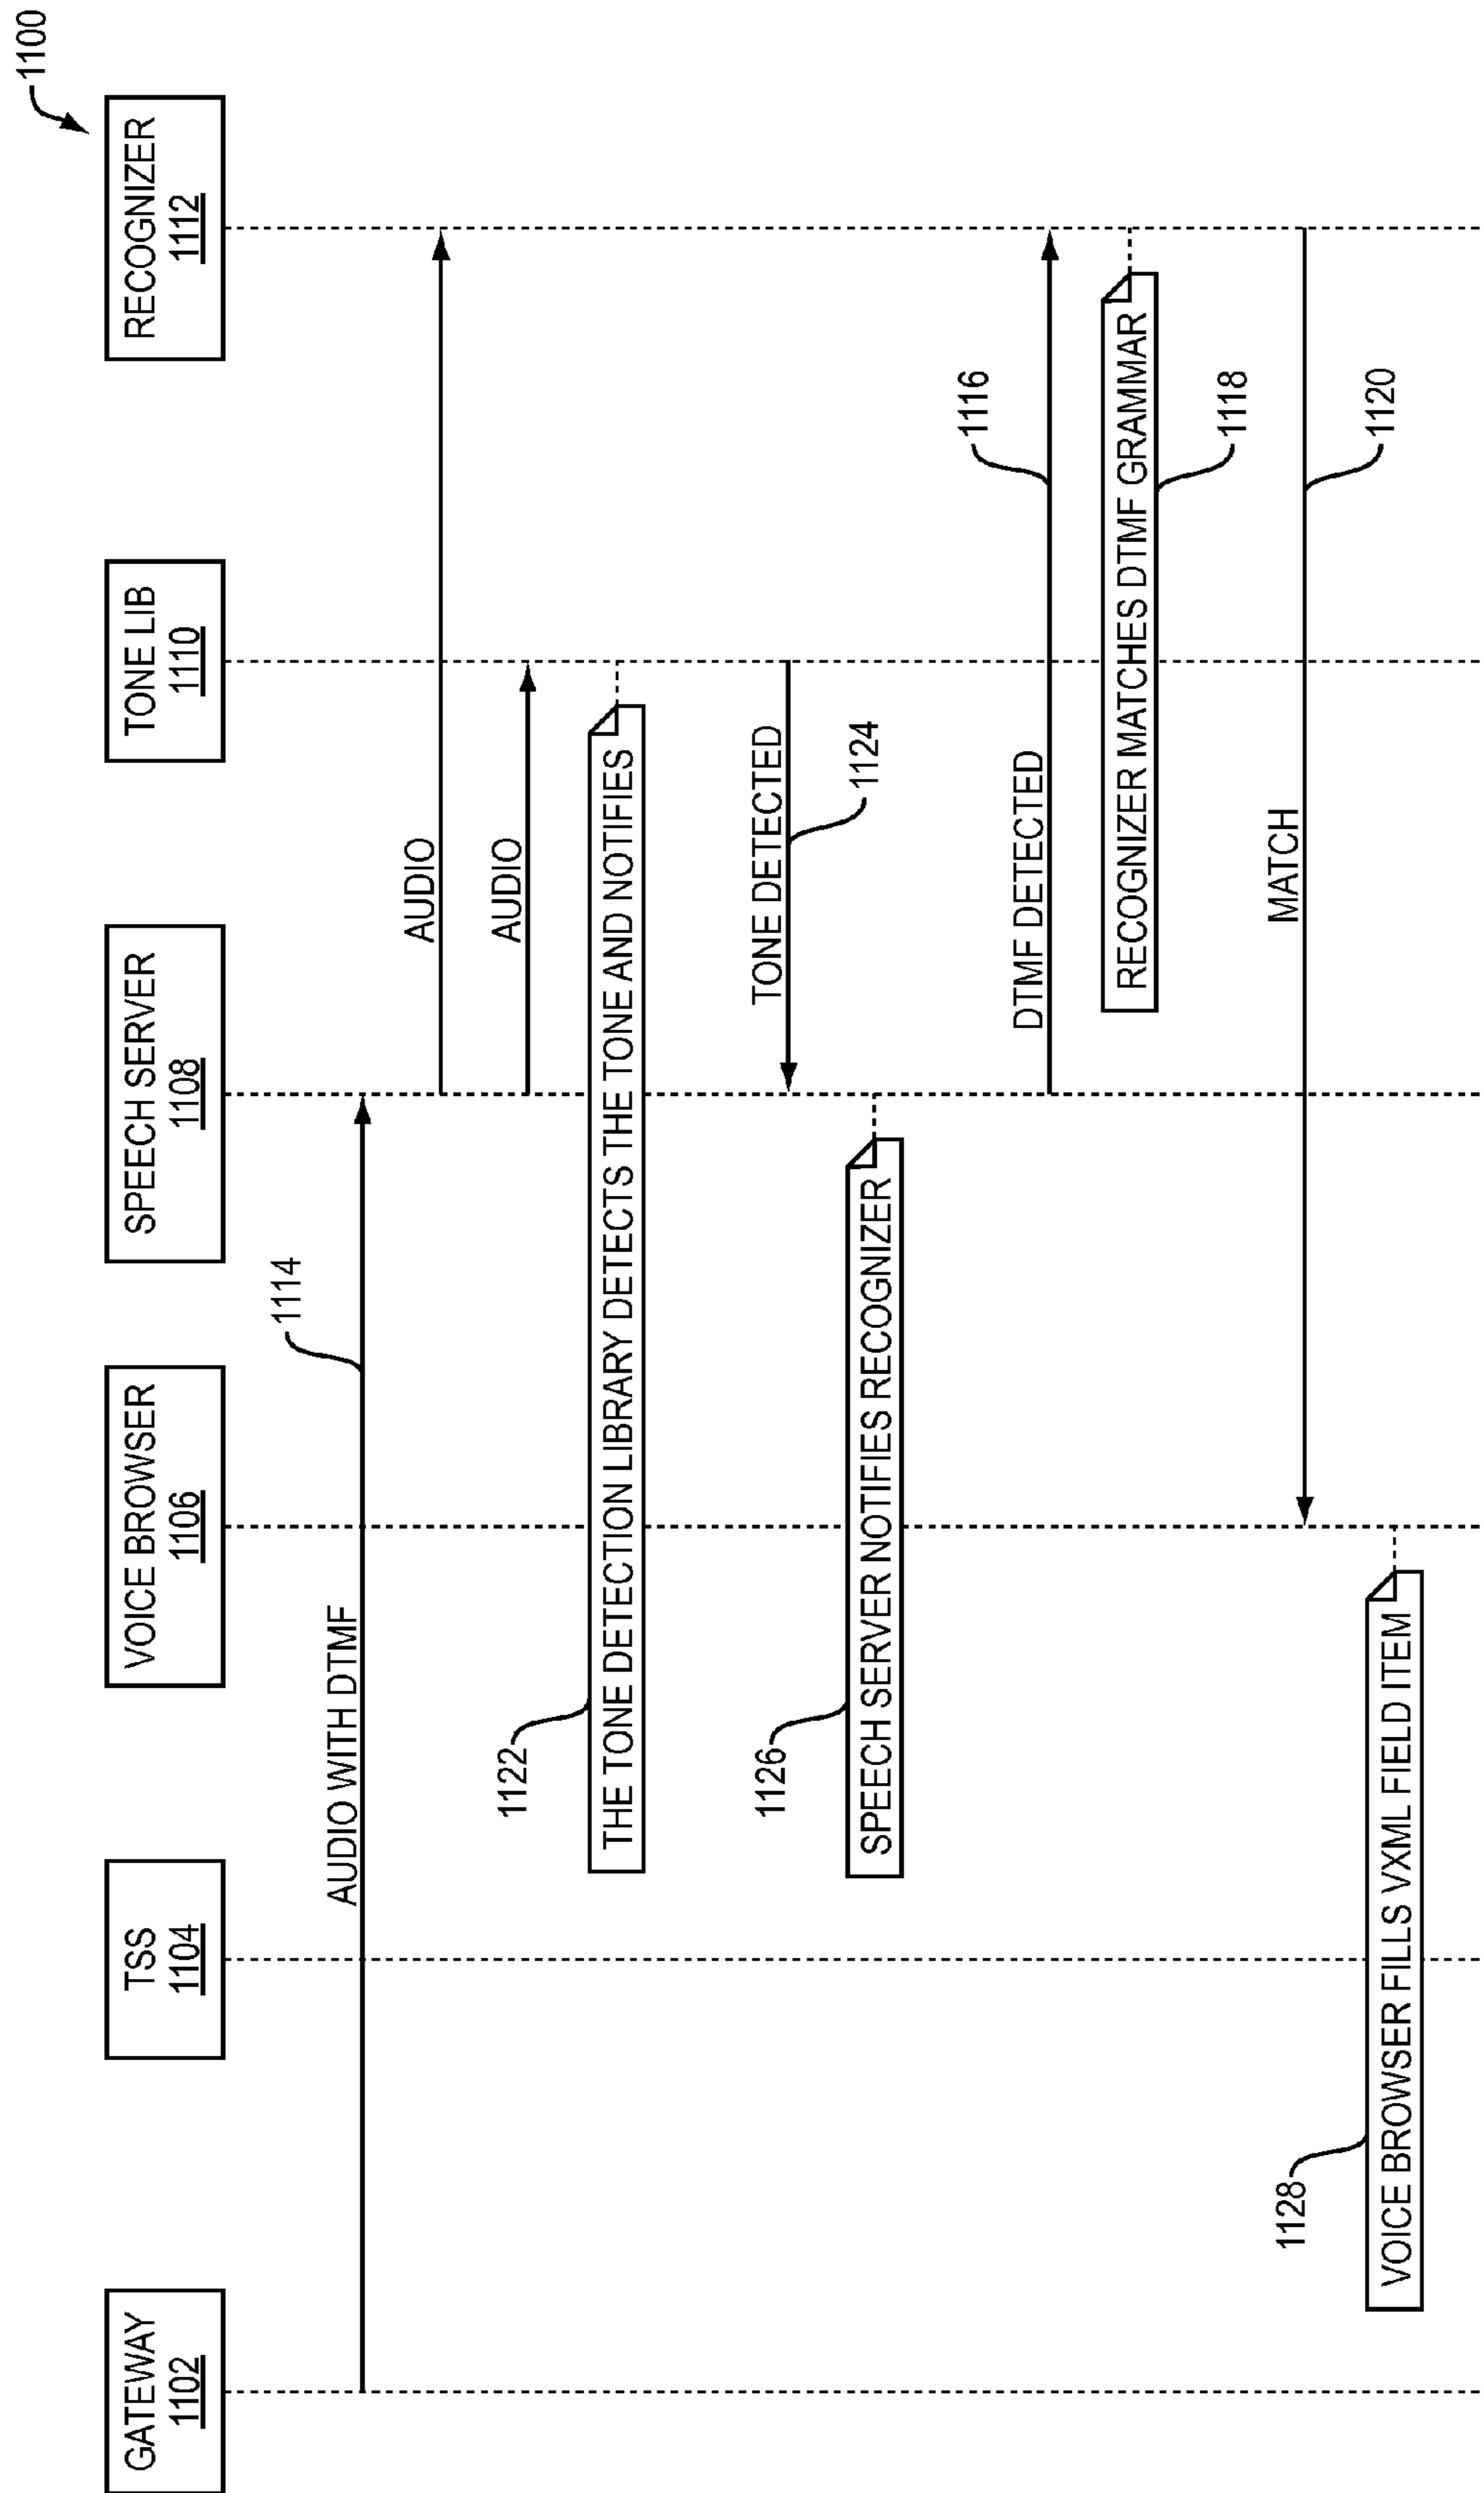 1100
GATEWAY
1102
TSS
1104
VOICE BROWSER
1106
SPEECH SERVER
1108
TONE LIB
1110
RECOGNIZER
1112
1114
AUDIO WITH DTMF
AUDIO
AUDIO
1122
THE TONE DETECTION LIBRARY DETECTS THE TONE AND NOTIFIES
TONE DETECTED
1124
1126
SPEECH SERVER NOTIFIES RECOGNIZER
1116
DTMF DETECTED
RECOGNIZER MATCHES DTMF GRAMMAR
1118
MATCH
1120
1128
VOICE BROWSER FILLS VXML FIELD ITEM